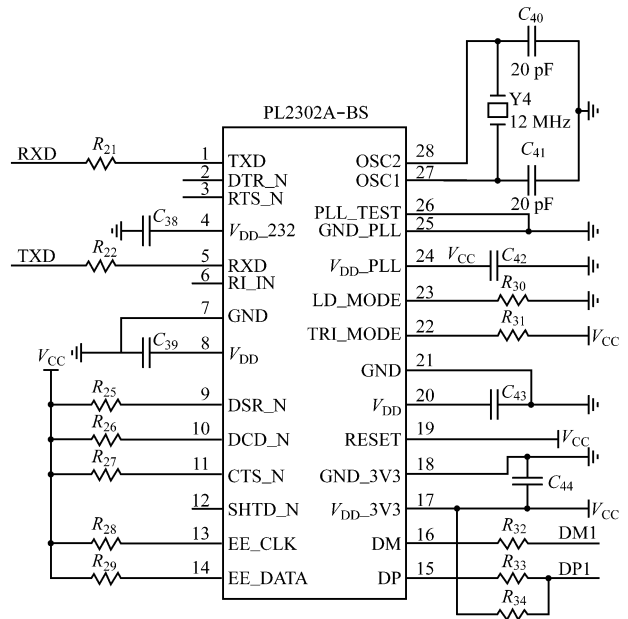 C40
20 pF
Y4
12 MHz
C41
20 pF
PL2302A-BS
RXD R21 1 TXD
2 DTR_N
3 RTS_N
C38 4 VDD_232
TXD R22 5 RXD
6 RI_IN
7 GND
C39 8 VDD
VCC
R25 9 DSR_N
R26 10 DCD_N
R27 11 CTS_N
12 SHTD_N
R28 13 EE_CLK
R29 14 EE_DATA
OSC2 28
OSC1 27
PLL_TEST 26
GND_PLL 25
VDD_PLL 24 VCC C42
LD_MODE 23 R30
TRI_MODE 22 R31 VCC
GND 21
VDD 20 C43
RESET 19 VCC
GND_3V3 18
C44
VDD_3V3 17 VCC
DM 16 R32 DM1
DP 15 R33 DP1
R34